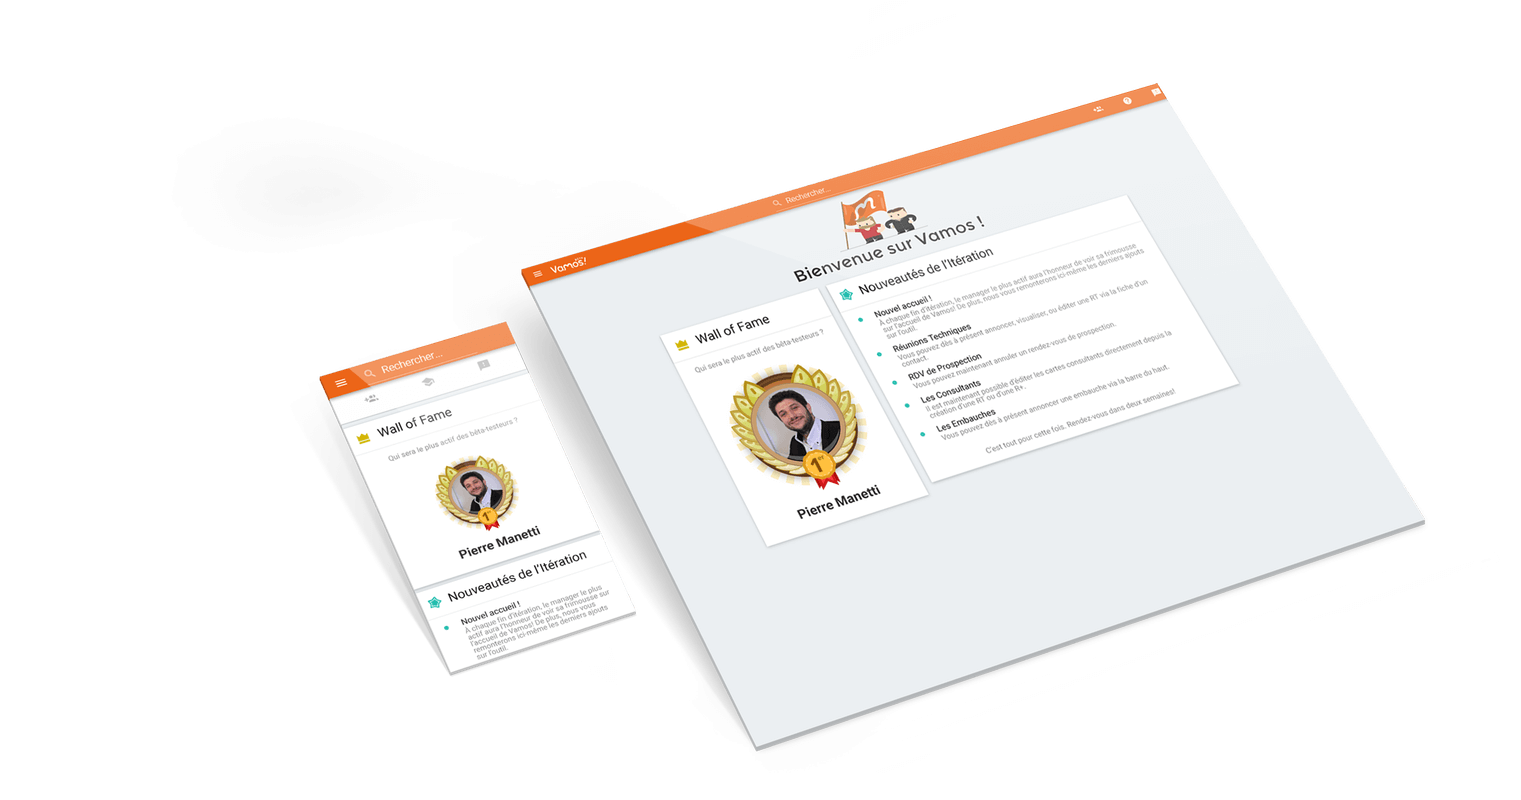 Rechercher...
Wall of Fame
Qui sera le plus actif des bêta-testeurs ?
1er
Pierre Manetti
Nouveautés de l'Itération
Nouvel accueil !
À chaque fin d'itération, le manager le plus
actif aura l'honneur de voir sa frimousse sur
l'accueil de Vamos! De plus, nous vous
remonterons ici-même les derniers ajouts
sur l'outil.
Vamos!
Rechercher...
Bienvenue sur Vamos !
Wall of Fame
Qui sera le plus actif des bêta-testeurs ?
1er
Pierre Manetti
Nouveautés de l'Itération
Nouvel accueil !
À chaque fin d'itération, le manager le plus actif aura l'honneur de voir sa frimousse
sur l'accueil de Vamos! De plus, nous vous remonterons ici-même les derniers ajouts
sur l'outil.
Réunions Techniques
Vous pouvez dès à présent annoncer, visualiser, ou éditer une RT via la fiche d'un
contact.
RDV de Prospection
Vous pouvez maintenant annuler un rendez-vous de prospection.
Les Consultants
Il est maintenant possible d'éditer les cartes consultants directement depuis la
création d'une RT ou d'une R+.
Les Embauches
Vous pouvez dès à présent annoncer une embauche via la barre du haut.
C'est tout pour cette fois. Rendez-vous dans deux semaines!